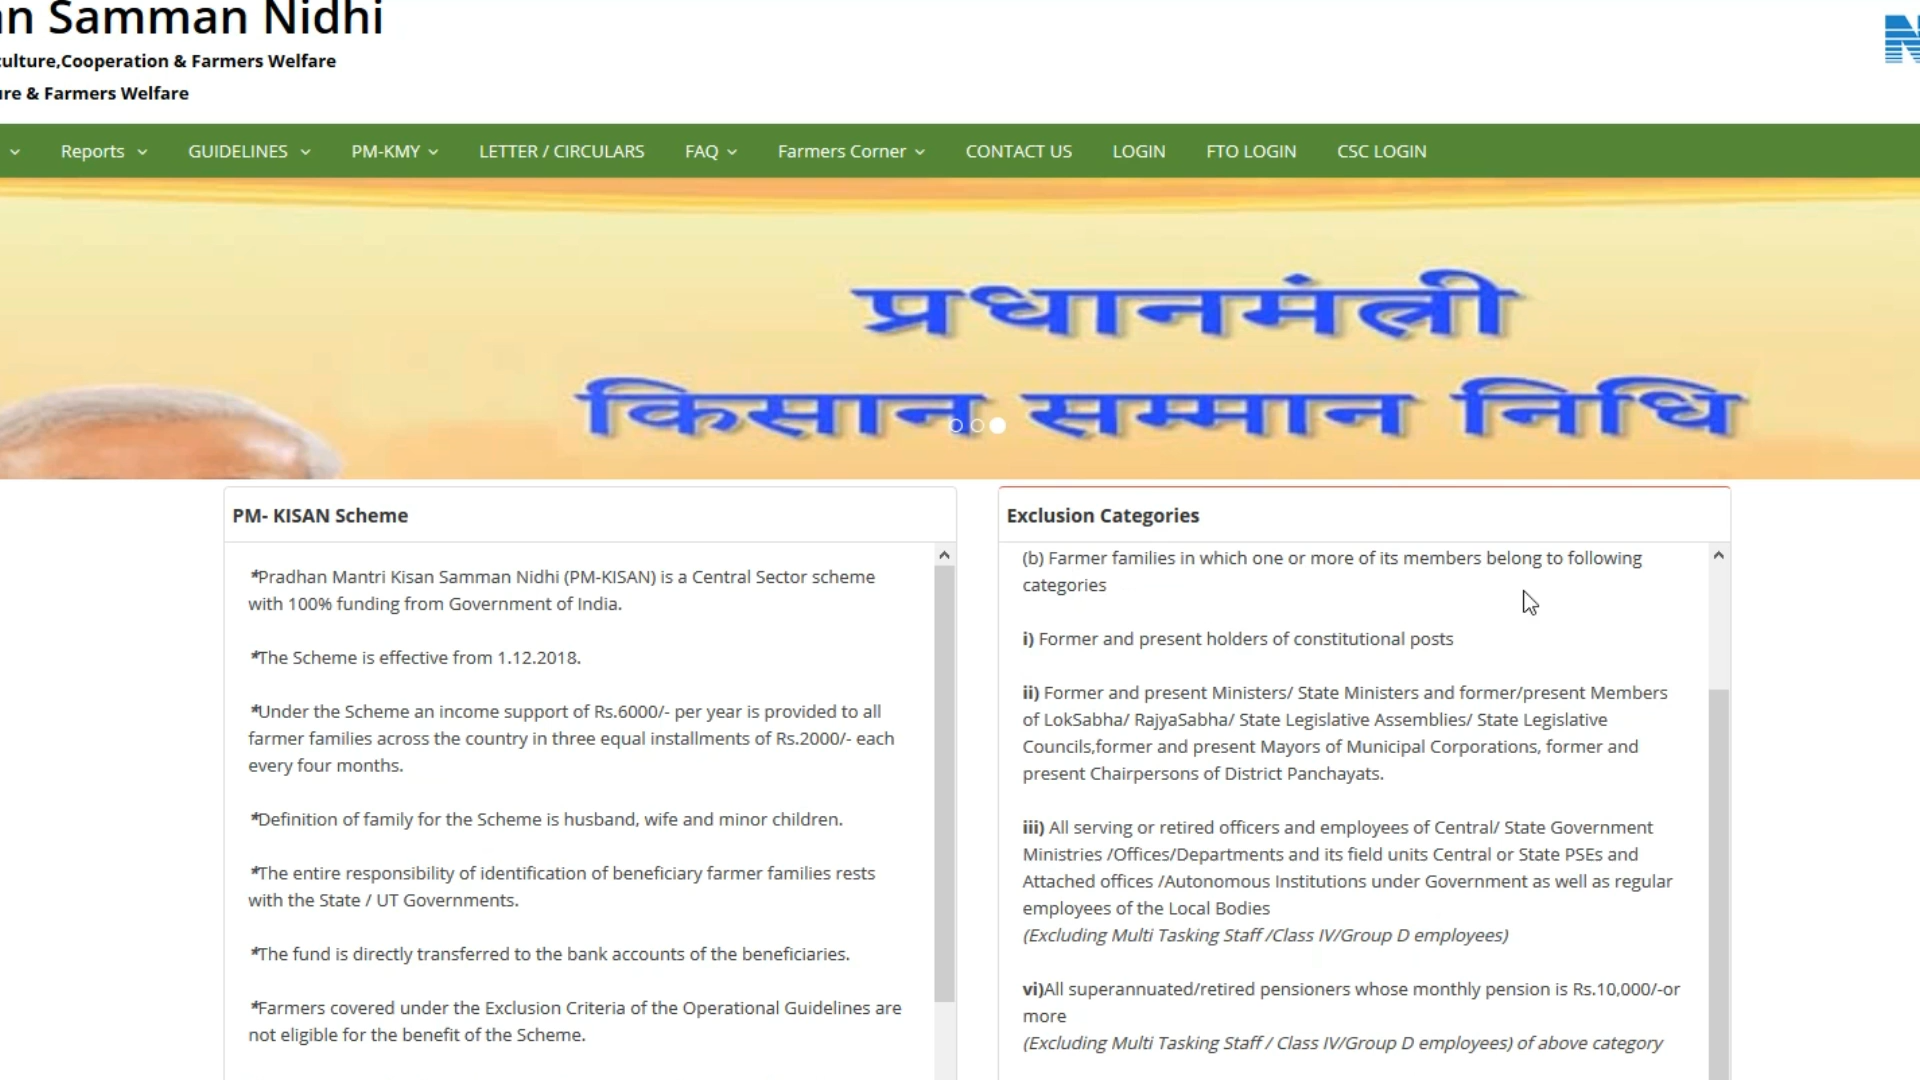 an Samman Nidhi
culture,Cooperation & Farmers Welfare
ure & Farmers Welfare
Reports GUIDELINES PM-KMY LETTER / CIRCULARS FAQ Farmers Corner CONTACT US LOGIN FTO LOGIN CSC LOGIN
प्रधानमंत्री
किसान सम्मान निधि
PM- KISAN Scheme
*Pradhan Mantri Kisan Samman Nidhi (PM-KISAN) is a Central Sector scheme
with 100% funding from Government of India.
*The Scheme is effective from 1.12.2018.
*Under the Scheme an income support of Rs.6000/- per year is provided to all
farmer families across the country in three equal installments of Rs.2000/- each
every four months.
*Definition of family for the Scheme is husband, wife and minor children.
*The entire responsibility of identification of beneficiary farmer families rests
with the State / UT Governments.
*The fund is directly transferred to the bank accounts of the beneficiaries.
*Farmers covered under the Exclusion Criteria of the Operational Guidelines are
not eligible for the benefit of the Scheme.
Exclusion Categories
(b) Farmer families in which one or more of its members belong to following
categories
i) Former and present holders of constitutional posts
ii) Former and present Ministers/ State Ministers and former/present Members
of LokSabha/ RajyaSabha/ State Legislative Assemblies/ State Legislative
Councils,former and present Mayors of Municipal Corporations, former and
present Chairpersons of District Panchayats.
iii) All serving or retired officers and employees of Central/ State Government
Ministries /Offices/Departments and its field units Central or State PSEs and
Attached offices /Autonomous Institutions under Government as well as regular
employees of the Local Bodies
(Excluding Multi Tasking Staff /Class IV/Group D employees)
vi)All superannuated/retired pensioners whose monthly pension is Rs.10,000/-or
more
(Excluding Multi Tasking Staff / Class IV/Group D employees) of above category